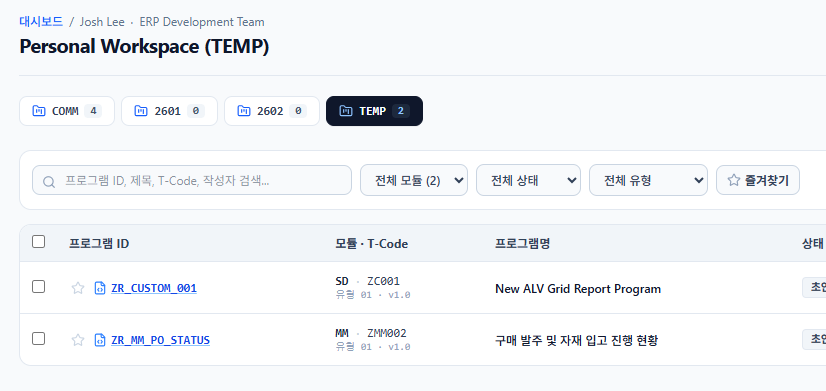 대시보드 / Josh Lee · ERP Development Team
Personal Workspace (TEMP)
COMM 4 2601 0 2602 0 TEMP 2
프로그램 ID, 제목, T-Code, 작성자 검색... 전체 모듈 (2) 전체 상태 전체 유형 즐겨찾기
프로그램 ID 모듈 · T-Code 프로그램명 상태
ZR_CUSTOM_001 SD · ZC001 New ALV Grid Report Program
유형 01 · v1.0
ZR_MM_PO_STATUS MM · ZMM002 구매 발주 및 자재 입고 진행 현황
유형 01 · v1.0